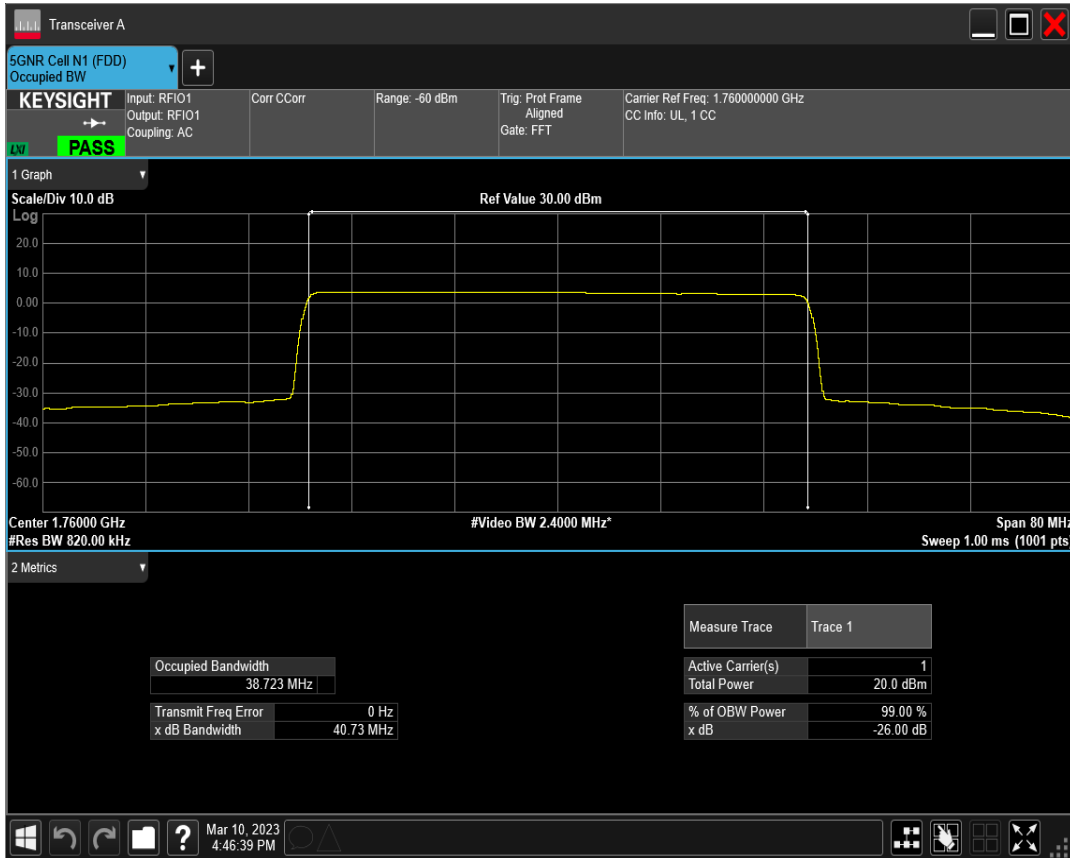 Transceiver A
5GNR Cell N1 (FDD)
Occupied BW
+
KEYSIGHT
LXI
PASS
Input: RFIO1
Output: RFIO1
Coupling: AC
Corr CCorr
Range: -60 dBm
Trig: Prot Frame
Aligned
Gate: FFT
Carrier Ref Freq: 1.760000000 GHz
CC Info: UL, 1 CC
1 Graph
Scale/Div 10.0 dB
Ref Value 30.00 dBm
Log
20.0
10.0
0.00
-10.0
-20.0
-30.0
-40.0
-50.0
-60.0
Center 1.76000 GHz
#Video BW 2.4000 MHz*
Span 80 MHz
#Res BW 820.00 kHz
Sweep 1.00 ms (1001 pts)
2 Metrics
Measure Trace Trace 1
Occupied Bandwidth
38.723 MHz
Active Carrier(s) 1
Total Power 20.0 dBm
Transmit Freq Error 0 Hz
x dB Bandwidth 40.73 MHz
% of OBW Power 99.00 %
x dB -26.00 dB
?
Mar 10, 2023
4:46:39 PM